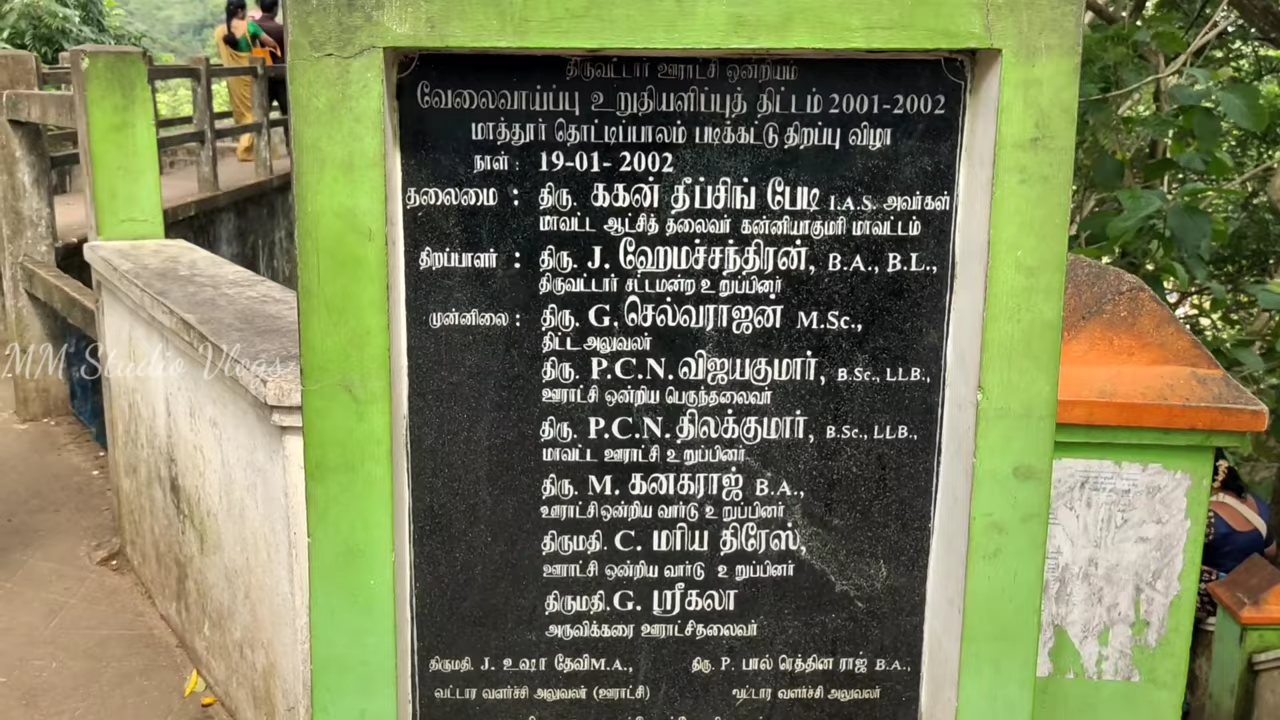 திருவட்டார் ஊராட்சி ஒன்றியம்
வேலைவாய்ப்பு உறுதியளிப்புத் திட்டம் 2001-2002
மாத்தூர் தொட்டிப்பாலம் படிக்கட்டு திறப்பு விழா
நாள் : 19-01- 2002
தலைமை : திரு. ககன் தீப்சிங் பேடி I.A.S. அவர்கள்
மாவட்ட ஆட்சித் தலைவர் கன்னியாகுமரி மாவட்டம்
திறப்பாளர் : திரு. J. ஹேமச்சந்திரன், B.A., B.L.,
திருவட்டார் சட்டமன்ற உறுப்பினர்
முன்னிலை : திரு. G. செல்வராஜன் M.Sc.,
திட்ட அலுவலர்
திரு. P.C.N. விஜயகுமார், B.Sc., LLB.,
ஊராட்சி ஒன்றிய பெருந்தலைவர்
திரு. P.C.N. திலக்குமார், B.Sc., LLB.,
மாவட்ட ஊராட்சி உறுப்பினர்
திரு. M. கனகராஜ் B.A.,
ஊராட்சி ஒன்றிய வார்டு உறுப்பினர்
திருமதி. C. மரிய திரேஸ்,
ஊராட்சி ஒன்றிய வார்டு உறுப்பினர்
திருமதி. G. ஸ்ரீகலா
அருவிக்கரை ஊராட்சிதலைவர்
திருமதி. J. உஷா தேவி M.A., திரு. P. பால் ரெத்தின ராஜ் B.A.,
வட்டார வளர்ச்சி அலுவலர் (ஊராட்சி) வட்டார வளர்ச்சி அலுவலர்
MM Studio Vlogs